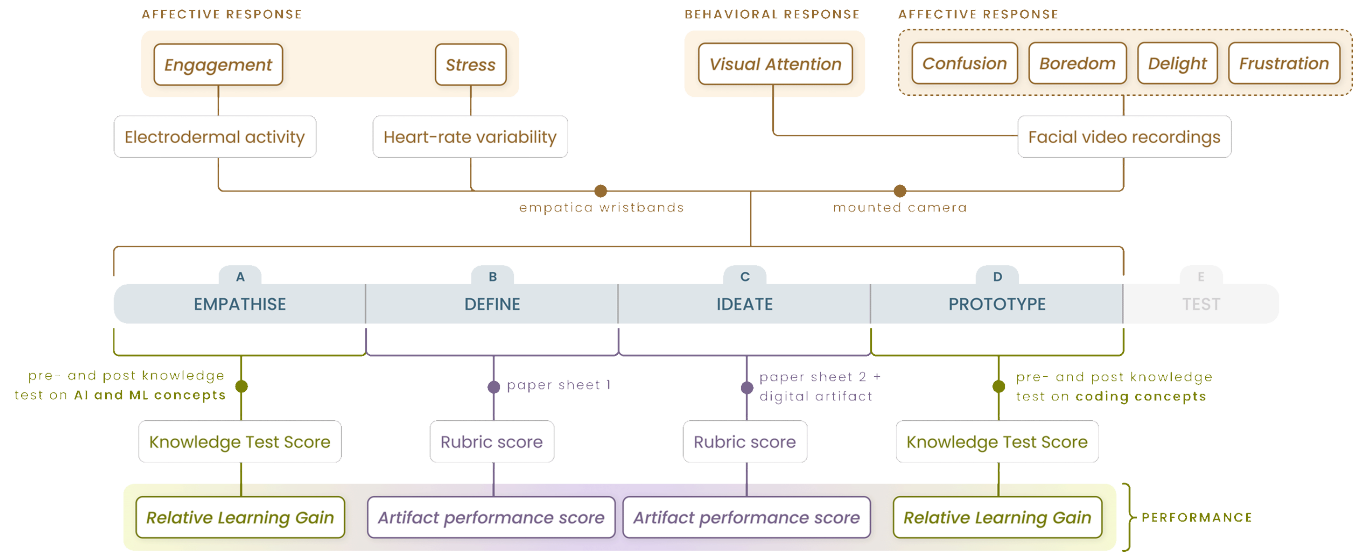 AFFECTIVE RESPONSE
BEHAVIORAL RESPONSE
AFFECTIVE RESPONSE
Engagement
Stress
Visual Attention
Confusion
Boredom
Delight
Frustration
Electrodermal activity
Heart-rate variability
Facial video recordings
empatica wristbands
mounted camera
A
B
C
D
E
EMPATHISE
DEFINE
IDEATE
PROTOTYPE
TEST
pre- and post knowledge
test on AI and ML concepts
paper sheet 1
paper sheet 2 +
digital artifact
pre- and post knowledge
test on coding concepts
Knowledge Test Score
Rubric score
Rubric score
Knowledge Test Score
Relative Learning Gain
Artifact performance score
Artifact performance score
Relative Learning Gain
PERFORMANCE